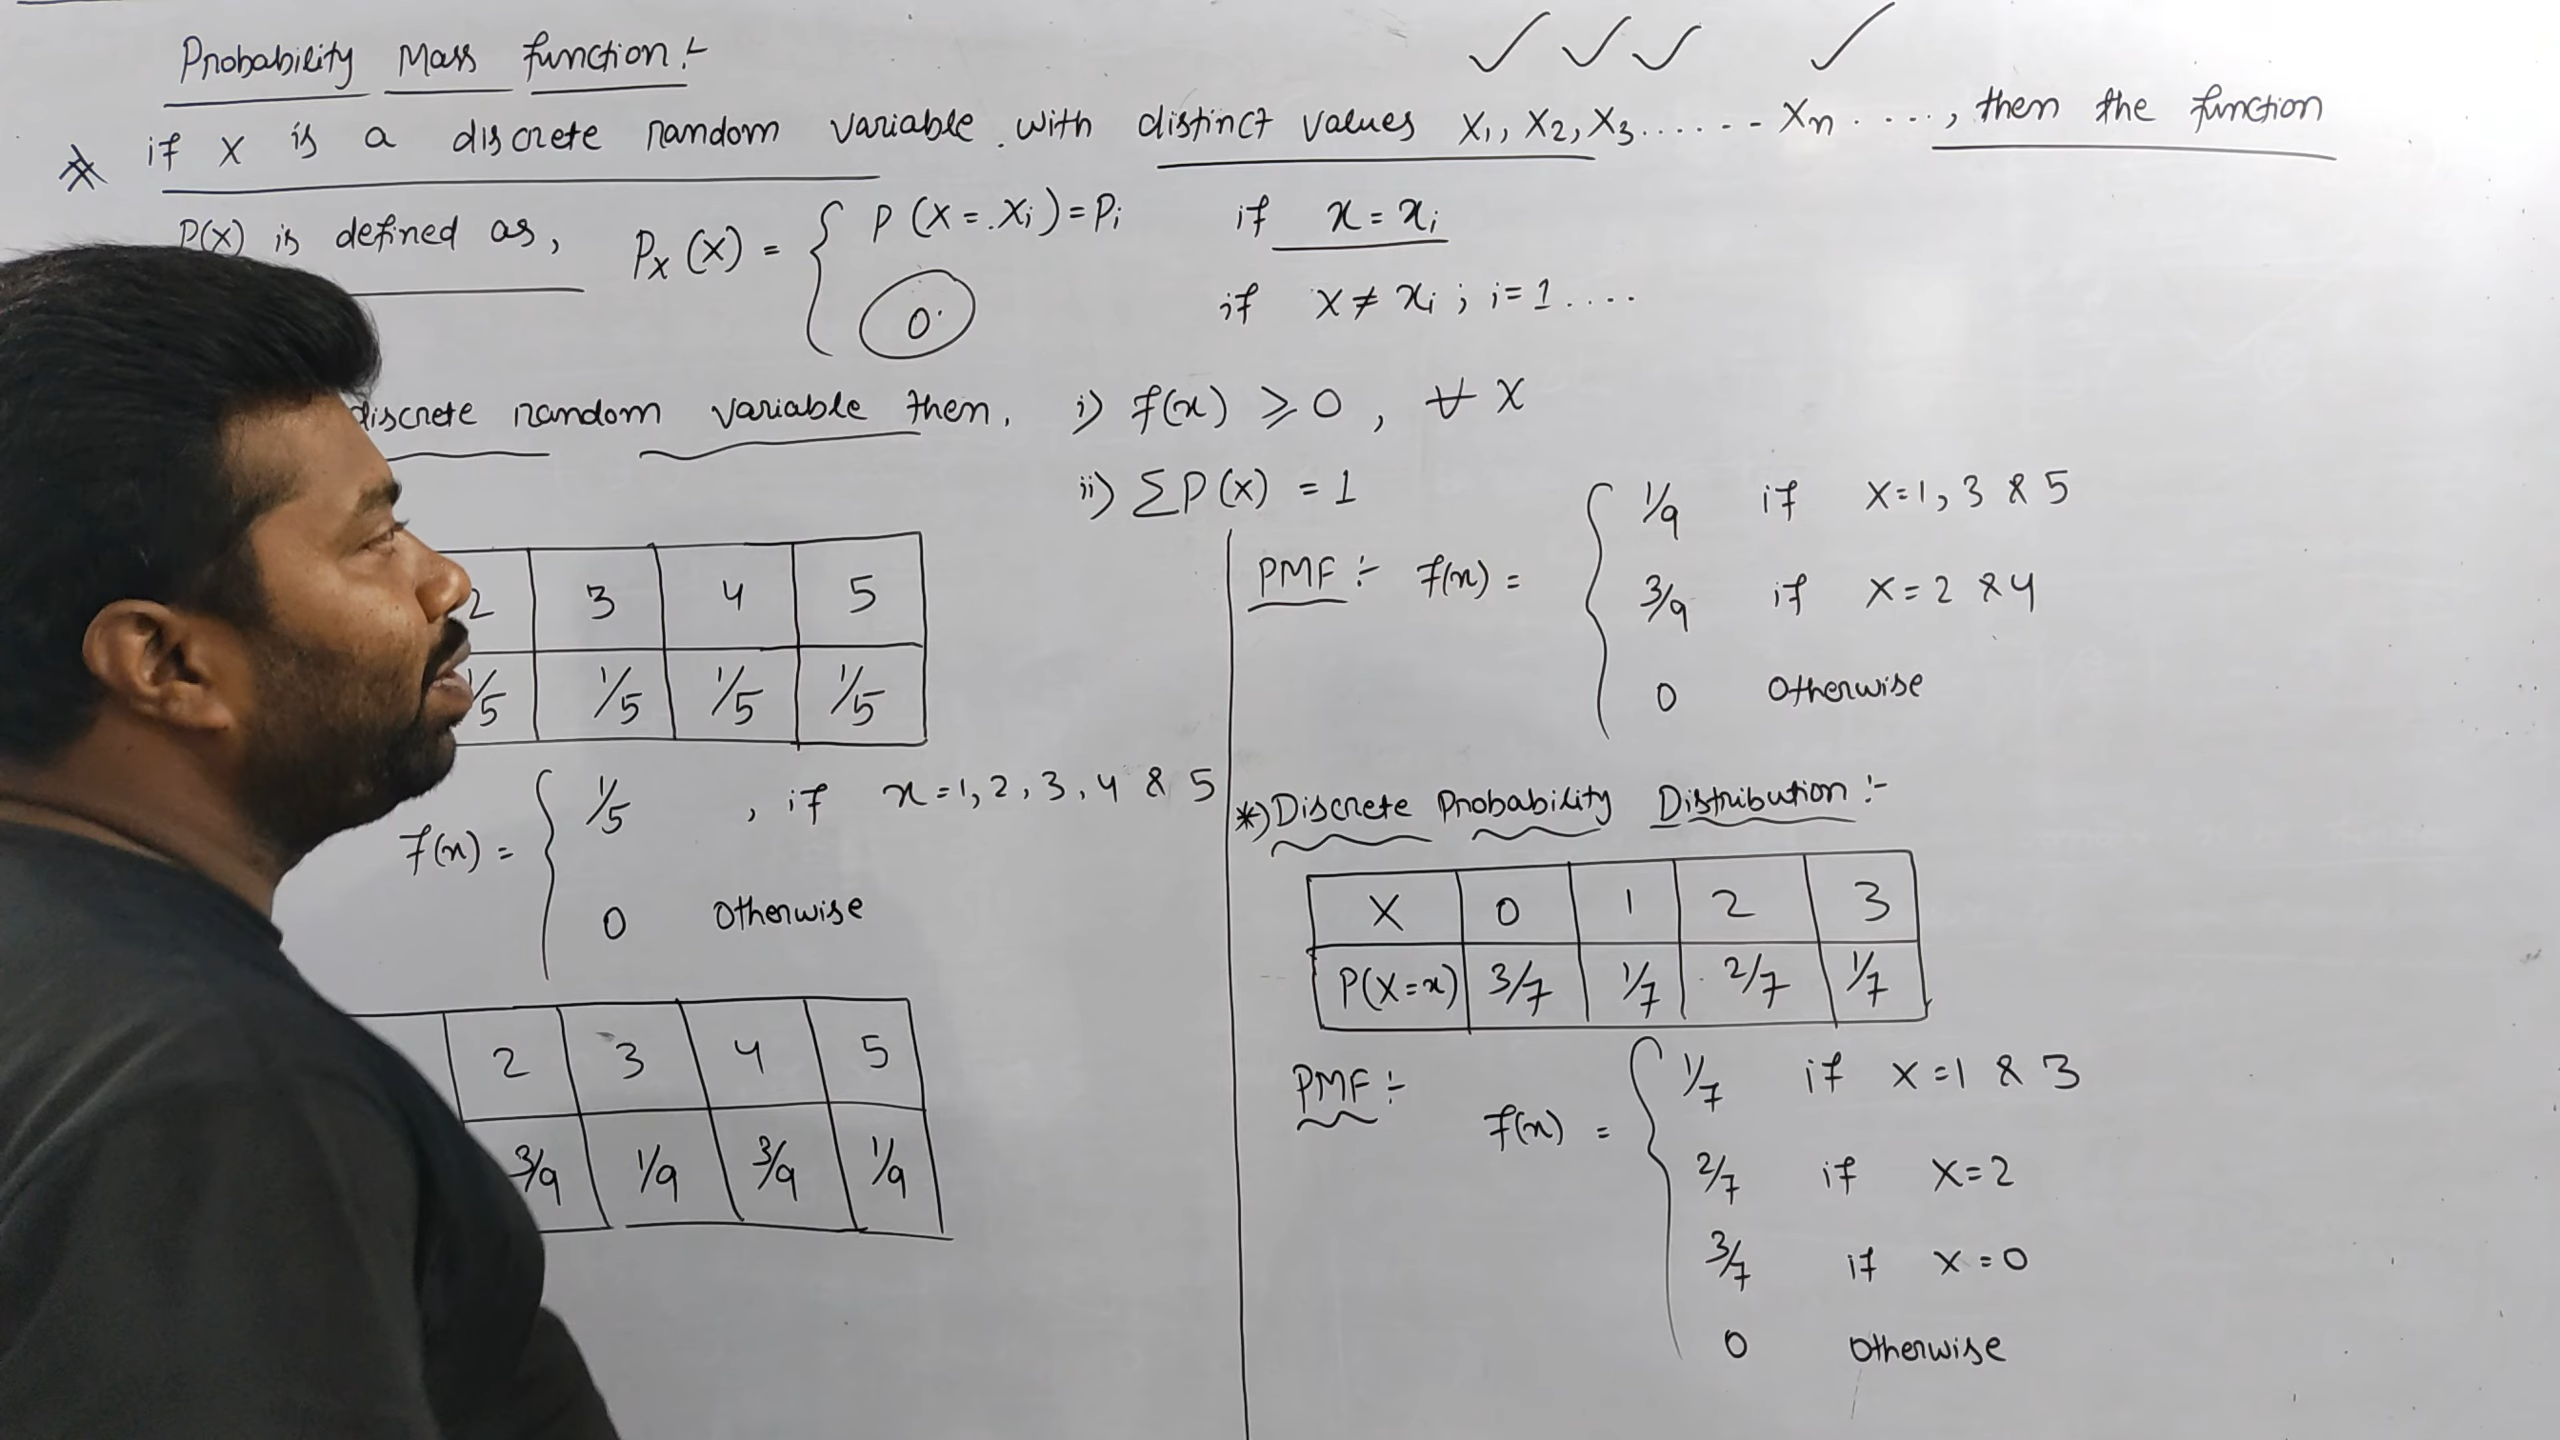 Probability Mass function:-
* if X is a discrete random variable with distinct values X1, X2, X3....... Xn ...., then the function
P(X) is defined as, PX (X) = { P (X = Xi) = Pi if x = xi
0 if X ≠ xi ; i = 1 ....
discrete random variable then, i) f(x) ≥ 0 , ∀ X
ii) ΣP(X) = 1
2 3 4 5
1/5 1/5 1/5 1/5
f(x) = { 1/5 , if x = 1, 2, 3, 4 & 5
0 Otherwise
2 3 4 5
3/9 1/9 3/9 1/9
PMF :- f(x) = { 1/9 if X = 1, 3 & 5
3/9 if X = 2 & 4
0 Otherwise
*) Discrete Probability Distribution :-
X 0 1 2 3
P(X=x) 3/7 1/7 2/7 1/7
PMF :- f(x) = { 1/7 if X = 1 & 3
2/7 if X = 2
3/7 if X = 0
0 Otherwise